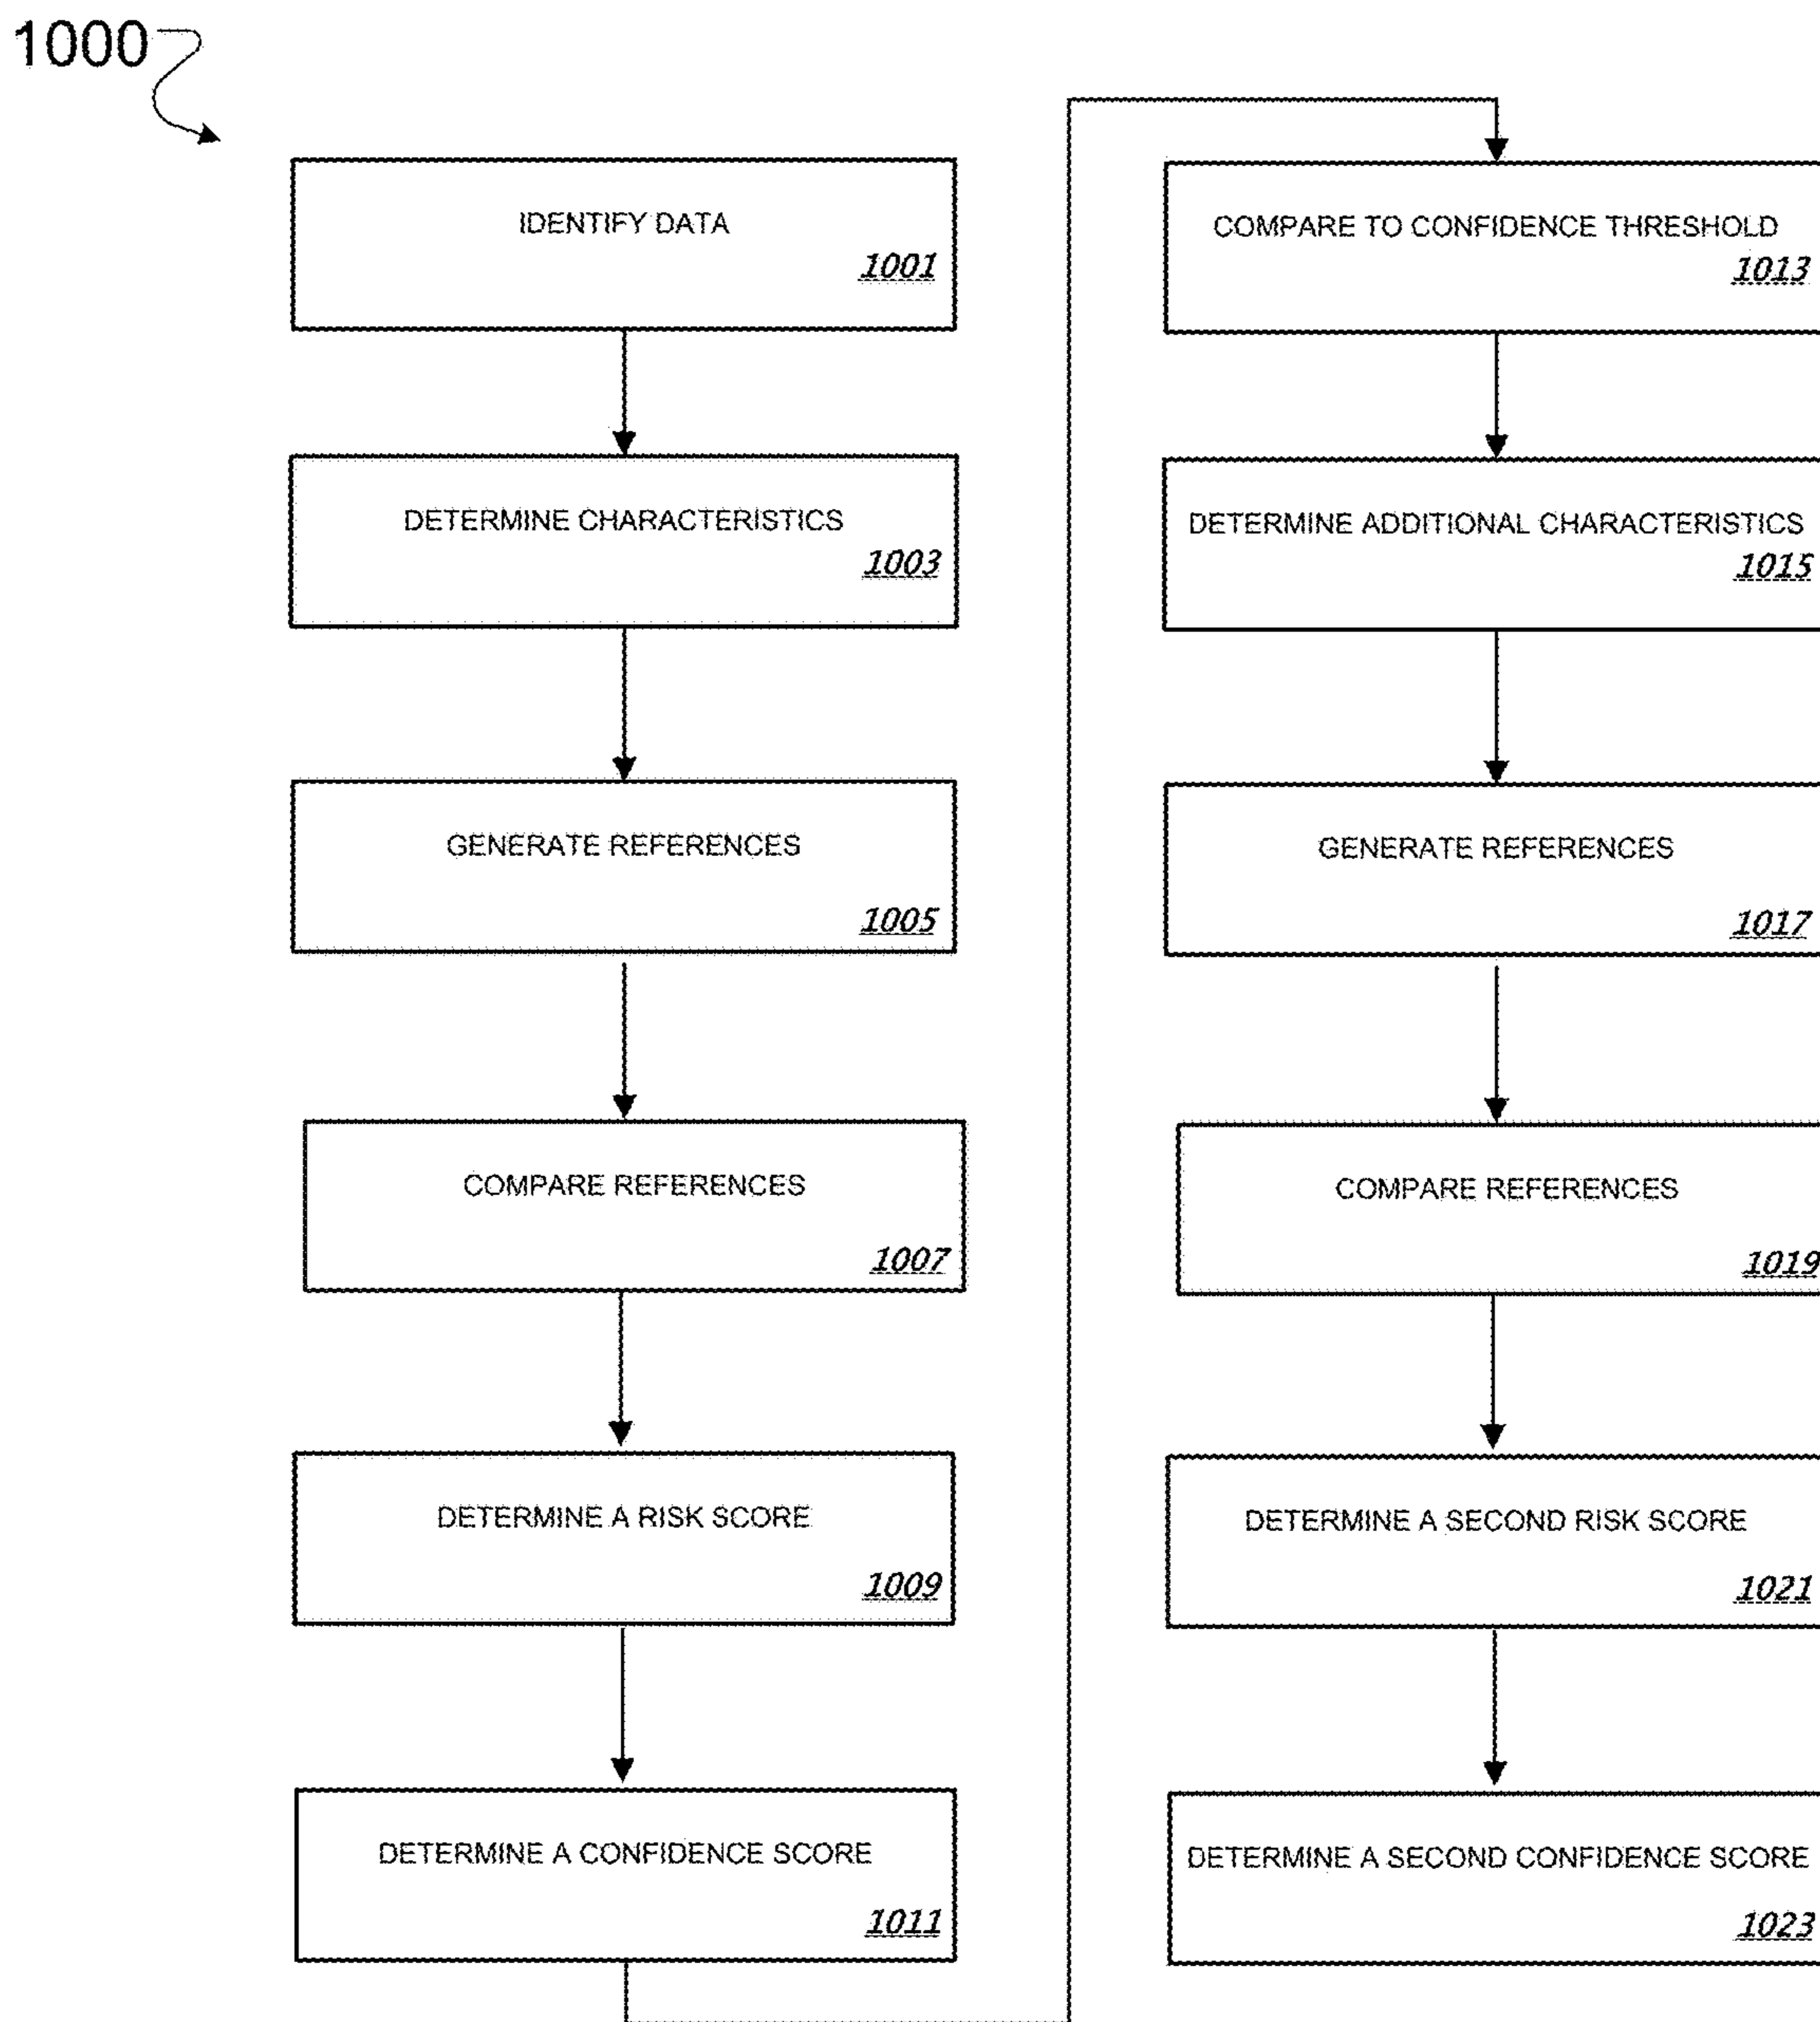 1000
IDENTIFY DATA
1001
DETERMINE CHARACTERISTICS
1003
GENERATE REFERENCES
1005
COMPARE REFERENCES
1007
DETERMINE A RISK SCORE
1009
DETERMINE A CONFIDENCE SCORE
1011
COMPARE TO CONFIDENCE THRESHOLD
1013
DETERMINE ADDITIONAL CHARACTERISTICS
1015
GENERATE REFERENCES
1017
COMPARE REFERENCES
1019
DETERMINE A SECOND RISK SCORE
1021
DETERMINE A SECOND CONFIDENCE SCORE
1023